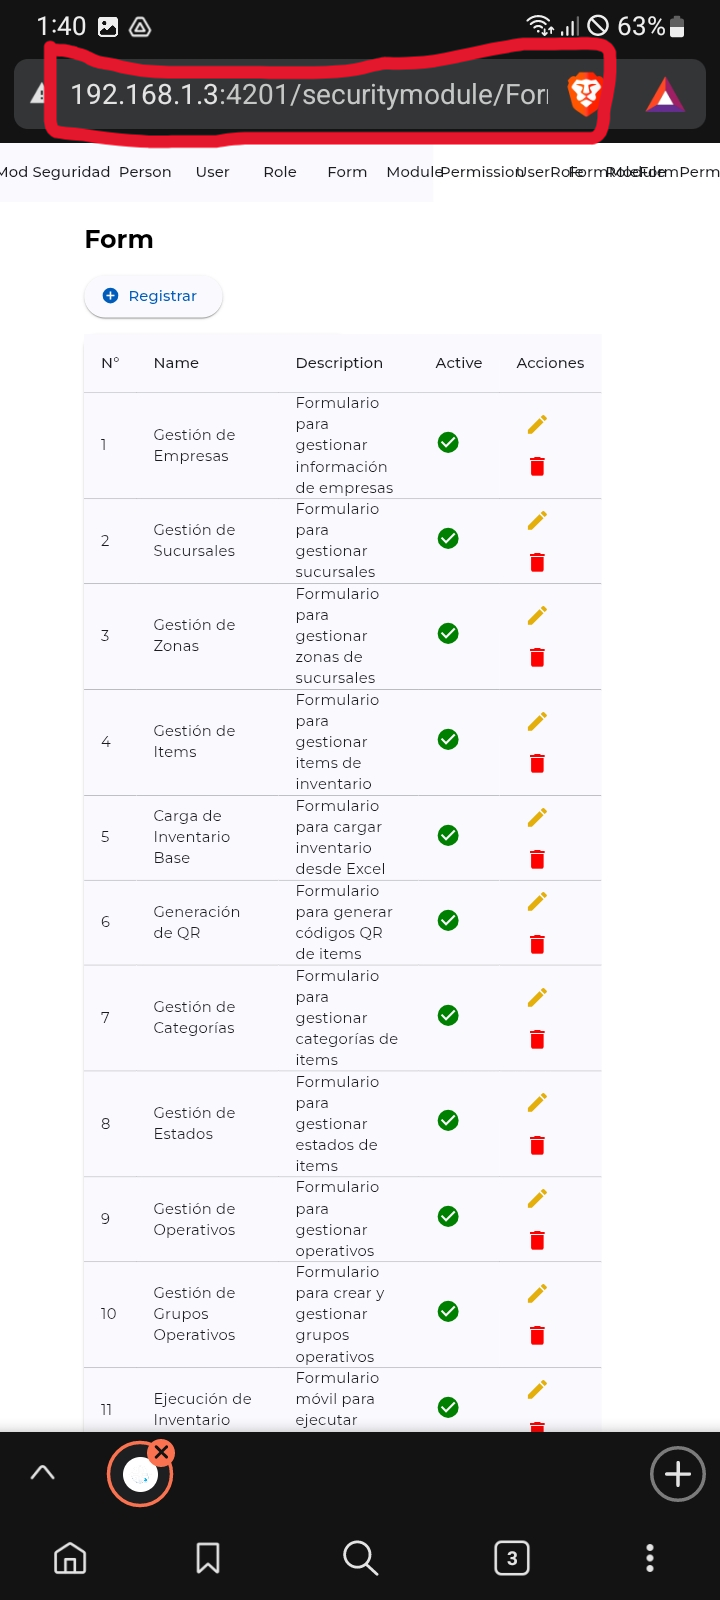 1:40 63%
192.168.1.3:4201/securitymodule/For
Mod Seguridad Person User Role Form Module Permission UserRole FormModule RoleFormPerm
Form
Registrar
N° Name Description Active Acciones
1 Gestión de Empresas Formulario para gestionar información de empresas
2 Gestión de Sucursales Formulario para gestionar sucursales
3 Gestión de Zonas Formulario para gestionar zonas de sucursales
4 Gestión de Items Formulario para gestionar items de inventario
5 Carga de Inventario Base Formulario para cargar inventario desde Excel
6 Generación de QR Formulario para generar códigos QR de items
7 Gestión de Categorías Formulario para gestionar categorías de items
8 Gestión de Estados Formulario para gestionar estados de items
9 Gestión de Operativos Formulario para gestionar operativos
10 Gestión de Grupos Operativos Formulario para crear y gestionar grupos operativos
11 Ejecución de Inventario Formulario móvil para ejecutar
3